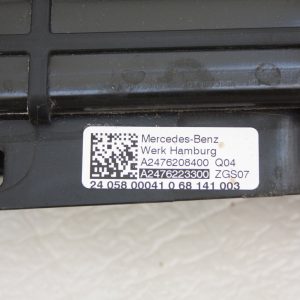 Mercedes-Benz
Werk Hamburg
A2476208400 Q04
A2476223300 ZGS07
24 058 00041 0 68 141 003